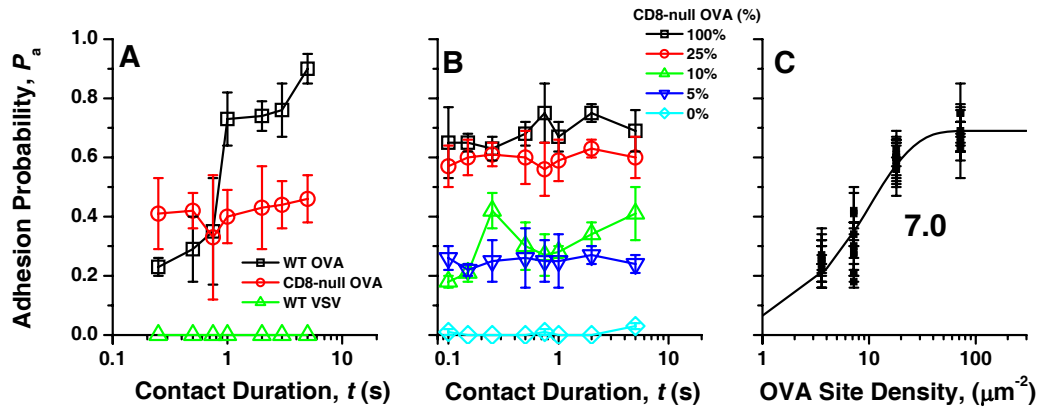 Adhesion Probability, Pa
1.0
0.8
0.6
0.4
0.2
0.0
A
WT OVA
CD8-null OVA
WT VSV
0.1
1
10
Contact Duration, t (s)
B
CD8-null OVA (%)
100%
25%
10%
5%
0%
0.1
1
10
Contact Duration, t (s)
C
7.0
1
10
100
OVA Site Density, (μm-2)